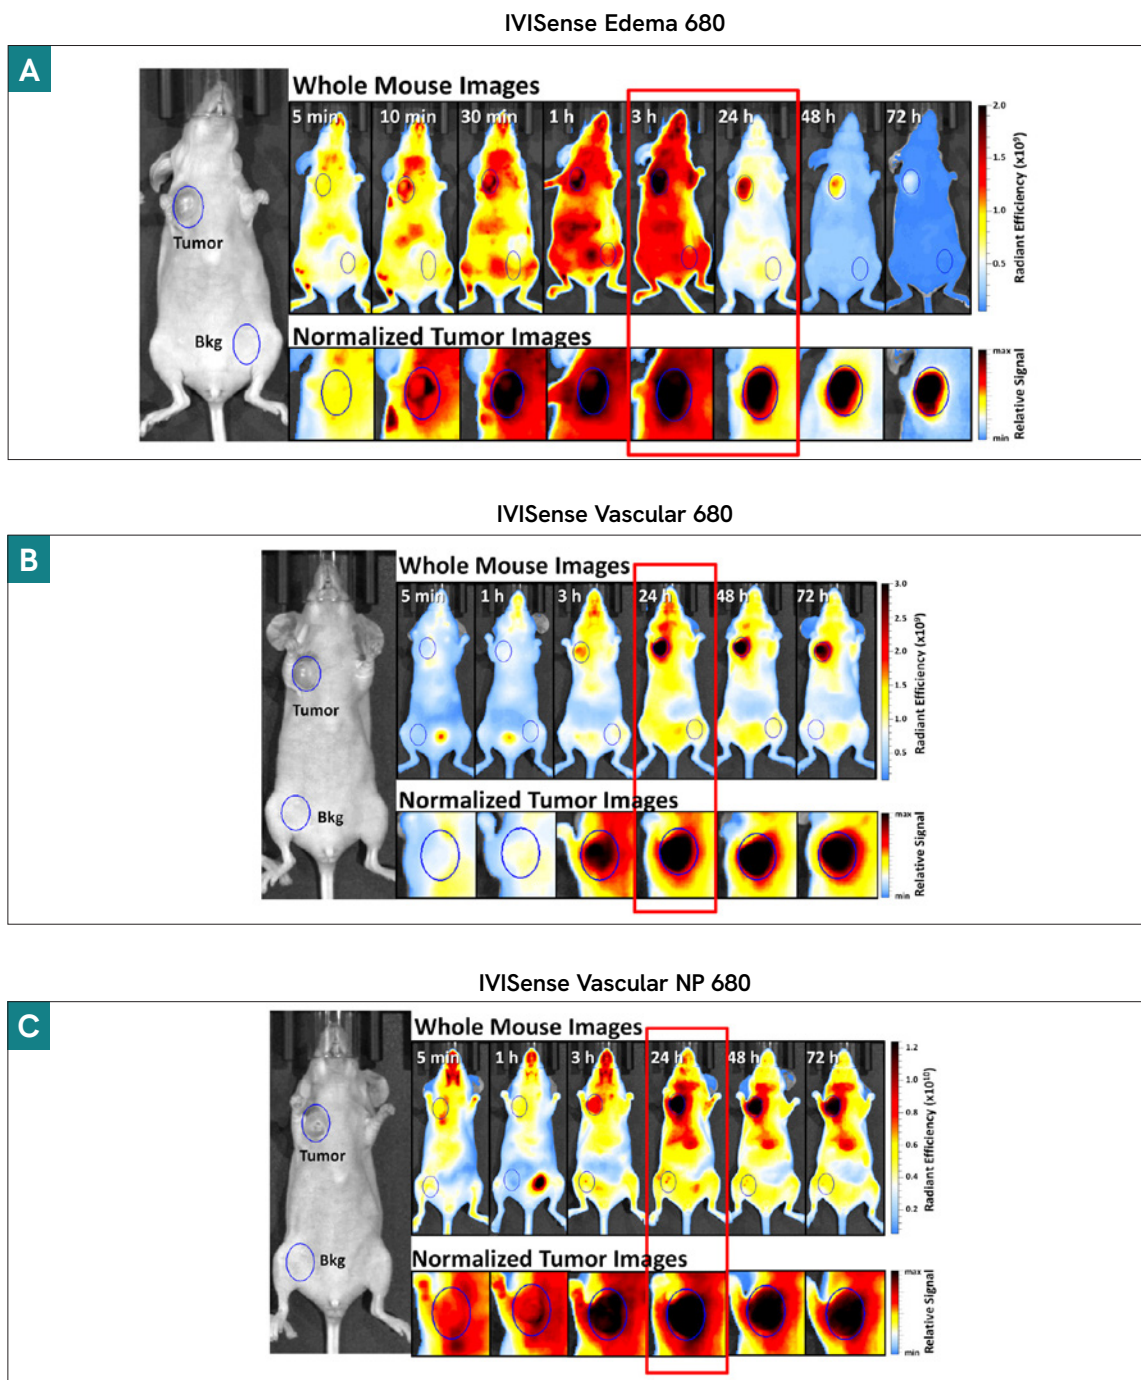 IVISense Edema 680
A
Whole Mouse Images
5 min 10 min 30 min 1 h 3 h 24 h 48 h 72 h
Tumor
Bkg
2.0
1.5
1.0
0.5
Radiant Efficiency (x10⁹)
Normalized Tumor Images
max
min
Relative Signal
IVISense Vascular 680
B
Whole Mouse Images
5 min 1 h 3 h 24 h 48 h 72 h
Tumor
Bkg
3.0
2.0
1.5
1.0
0.5
Radiant Efficiency (x10⁹)
Normalized Tumor Images
max
min
Relative Signal
IVISense Vascular NP 680
C
Whole Mouse Images
5 min 1 h 3 h 24 h 48 h 72 h
Tumor
Bkg
1.2
1.0
0.8
0.6
0.4
0.2
Radiant Efficiency (x10¹⁰)
Normalized Tumor Images
max
min
Relative Signal